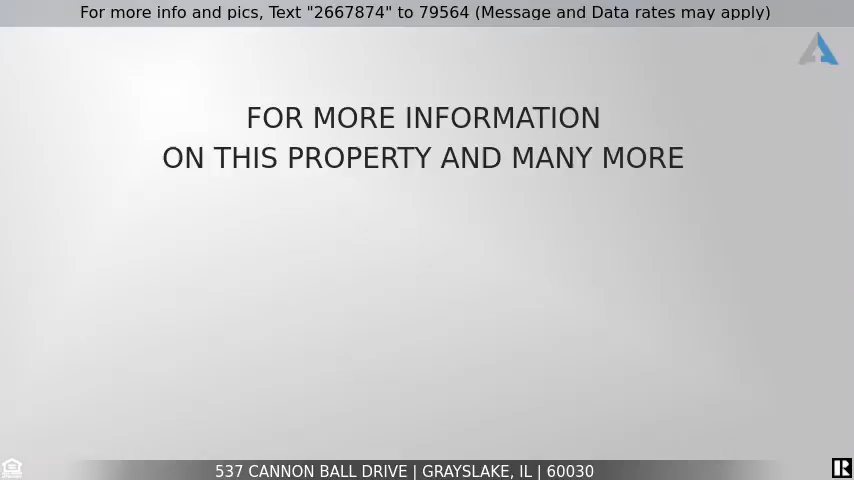 For more info and pics, Text "2667874" to 79564 (Message and Data rates may apply)
FOR MORE INFORMATION
ON THIS PROPERTY AND MANY MORE
537 CANNON BALL DRIVE | GRAYSLAKE, IL | 60030